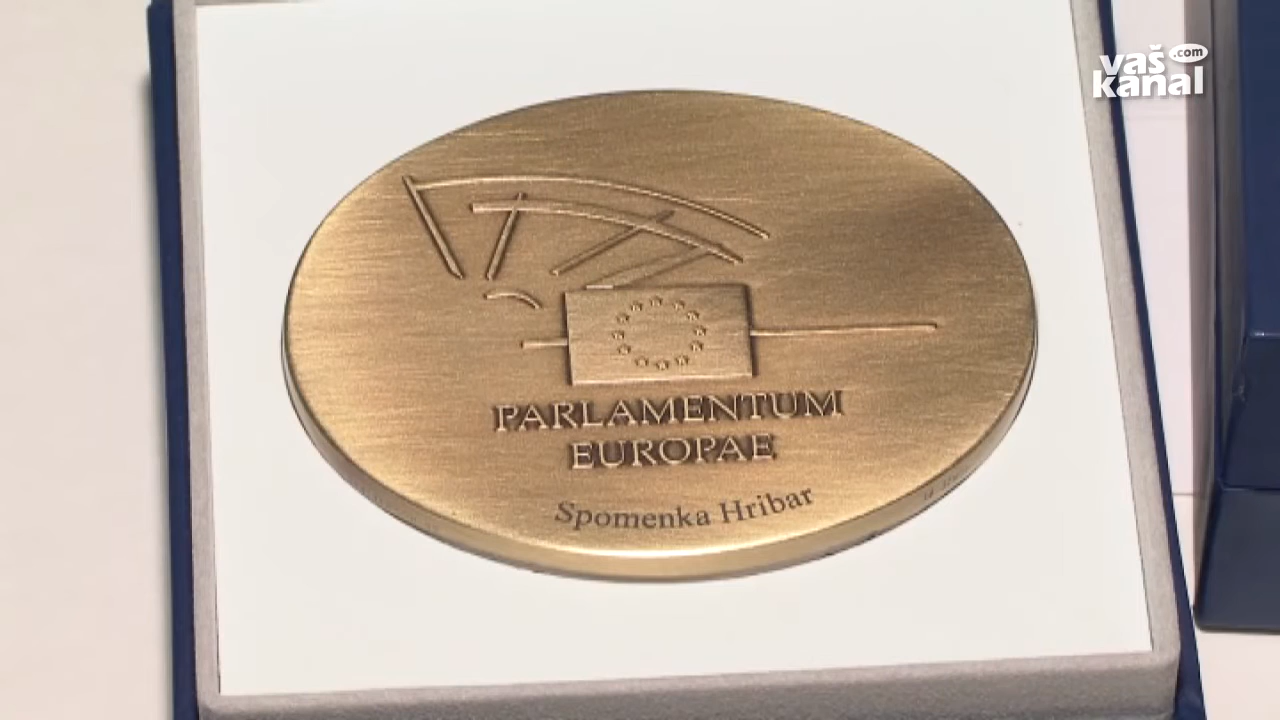 vaš .com
kanal
PARLAMENTUM
EUROPAE
Spomenka Hribar